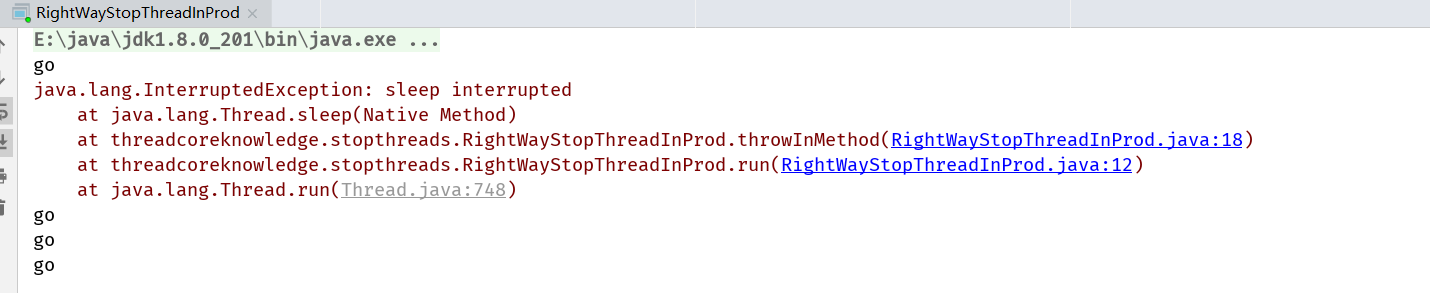 RightWayStopThreadInProd
E:\java\jdk1.8.0_201\bin\java.exe ...
go
java.lang.InterruptedException: sleep interrupted
    at java.lang.Thread.sleep(Native Method)
    at threadcoreknowledge.stopthreads.RightWayStopThreadInProd.throwInMethod(RightWayStopThreadInProd.java:18)
    at threadcoreknowledge.stopthreads.RightWayStopThreadInProd.run(RightWayStopThreadInProd.java:12)
    at java.lang.Thread.run(Thread.java:748)
go
go
go